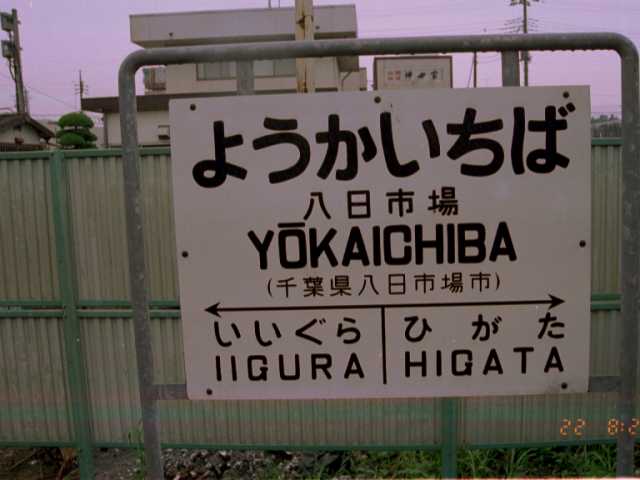 ようかいちば
八日市場
YŌKAICHIBA
(千葉県八日市場市)
いいぐら ひがた
IIGURA HIGATA
22 8:2